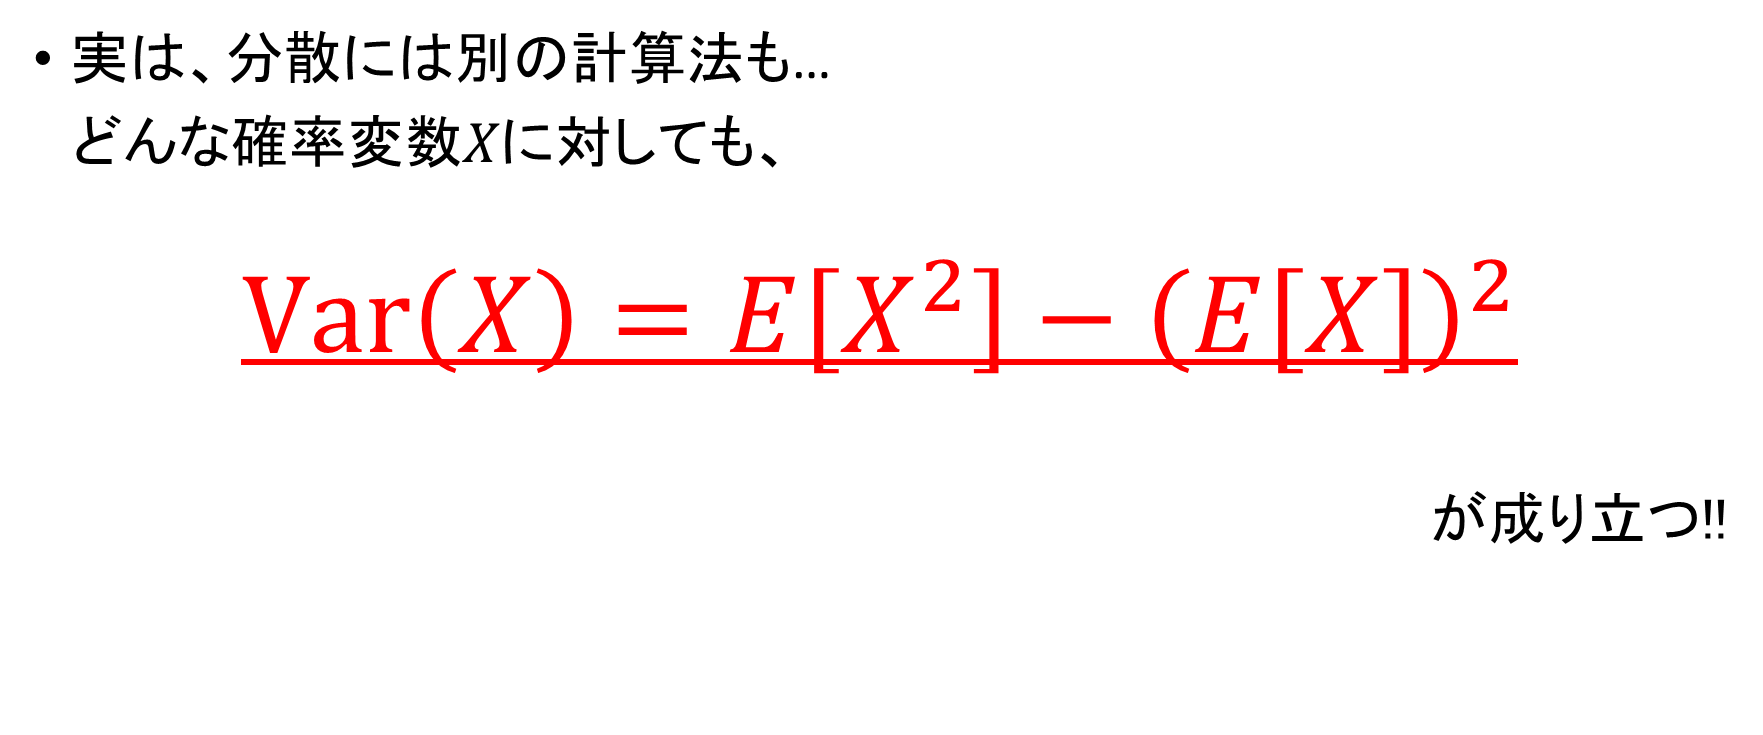 • 実は、分散には別の計算法も…
どんな確率変数Xに対しても、
Var(X) = E[X²] − (E[X])²
が成り立つ!!